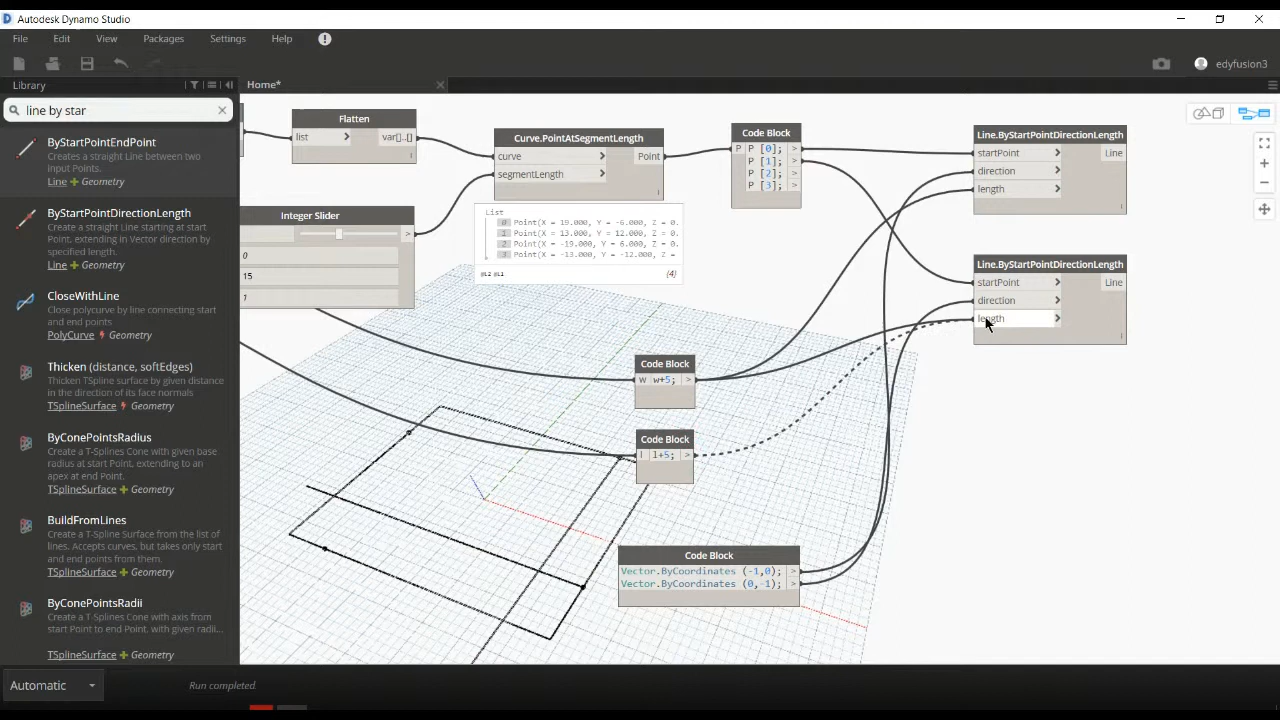 Autodesk Dynamo Studio
File Edit View Packages Settings Help
edyfusion3
Library
Home*
line by star
ByStartPointEndPoint
Creates a straight Line between two
input Points.
Line + Geometry
ByStartPointDirectionLength
Create a straight Line starting at start
Point, extending in Vector direction by
specified length.
Line + Geometry
CloseWithLine
Close polycurve by line connecting start
and end points
PolyCurve Geometry
Thicken (distance, softEdges)
Thicken TSpline surface by given distance
in the direction of its face normals
TSplineSurface Geometry
ByConePointsRadius
Create a T-Splines Cone with given base
radius at start Point, extending to an
apex at end Point.
TSplineSurface + Geometry
BuildFromLines
Create a T-Spline Surface from the list of
lines. Accepts curves, but takes only start
and end points from them.
TSplineSurface + Geometry
ByConePointsRadii
Create a T-Splines Cone with axis from
start Point to end Point, with given radii...
TSplineSurface + Geometry
Automatic
Run completed.
Flatten
list > var[]..[]
Integer Slider
>
0
15
1
Curve.PointAtSegmentLength
curve > Point
segmentLength >
List
0 Point(X = 19.000, Y = -6.000, Z = 0.
1 Point(X = 13.000, Y = 12.000, Z = 0.
2 Point(X = -19.000, Y = 6.000, Z = 0.
3 Point(X = -13.000, Y = -12.000, Z =
@L2 @L1 (4)
Code Block
P P [0]; >
P [1]; >
P [2]; >
P [3]; >
Line.ByStartPointDirectionLength
startPoint > Line
direction >
length >
Line.ByStartPointDirectionLength
startPoint > Line
direction >
length >
Code Block
w w+5; >
Code Block
l l+5; >
Code Block
Vector.ByCoordinates (-1,0); >
Vector.ByCoordinates (0,-1); >